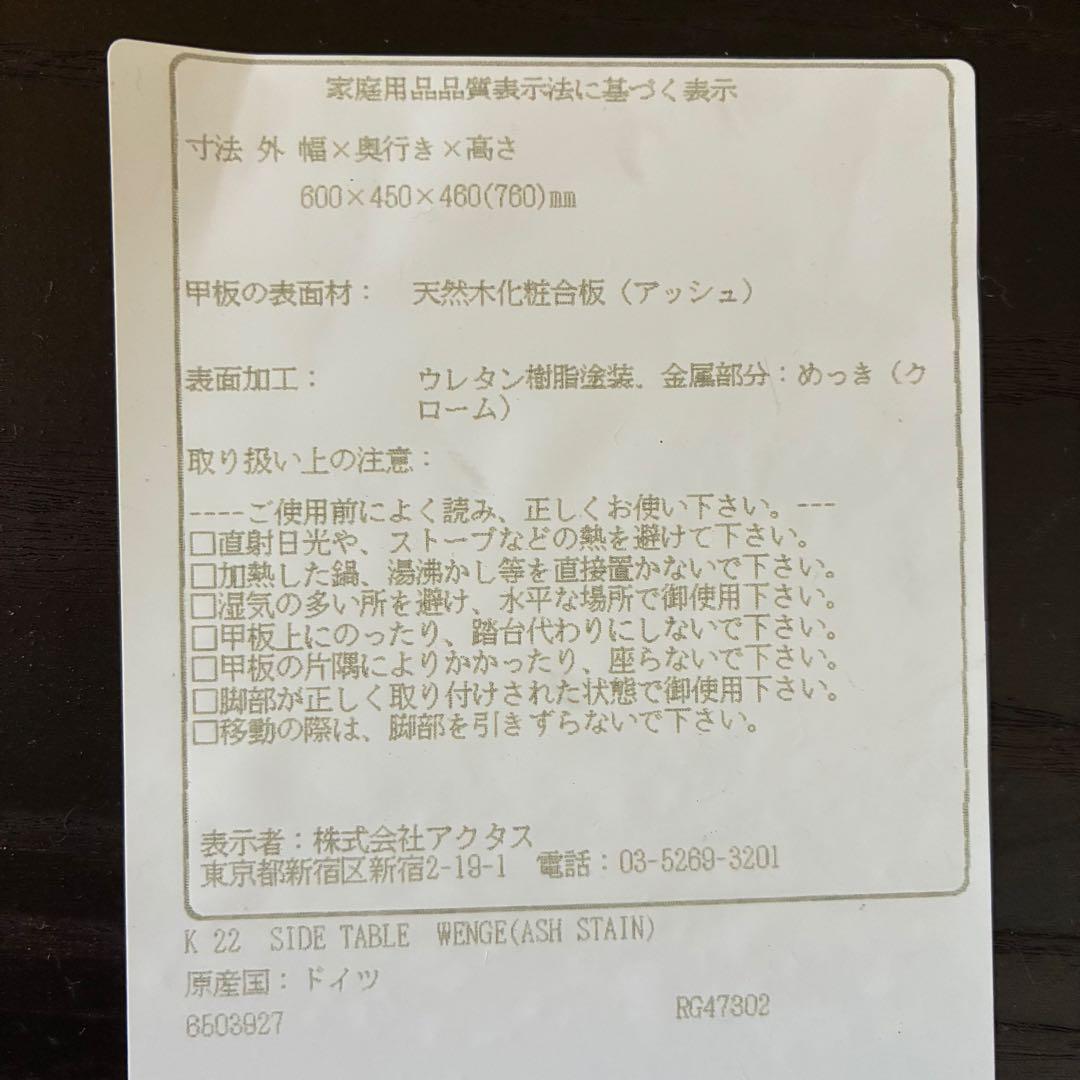 家庭用品品質表示法に基づく表示
寸法 外 幅×奥行き×高さ
600×450×460(760)mm
甲板の表面材： 天然木化粧合板（アッシュ）
表面加工： ウレタン樹脂塗装、金属部分：めっき（ク
ローム）
取り扱い上の注意：
----ご使用前によく読み、正しくお使い下さい。---
□直射日光や、ストーブなどの熱を避けて下さい。
□加熱した鍋、湯沸かし等を直接置かないで下さい。
□湿気の多い所を避け、水平な場所で御使用下さい。
□甲板上にのったり、踏台代わりにしないで下さい。
□甲板の片隅によりかかったり、座らないで下さい。
□脚部が正しく取り付けされた状態で御使用下さい。
□移動の際は、脚部を引きずらないで下さい。
表示者：株式会社アクタス
東京都新宿区新宿2-19-1 電話：03-5269-3201
K 22 SIDE TABLE WENGE(ASH STAIN)
原産国：ドイツ
6503927 RG47302